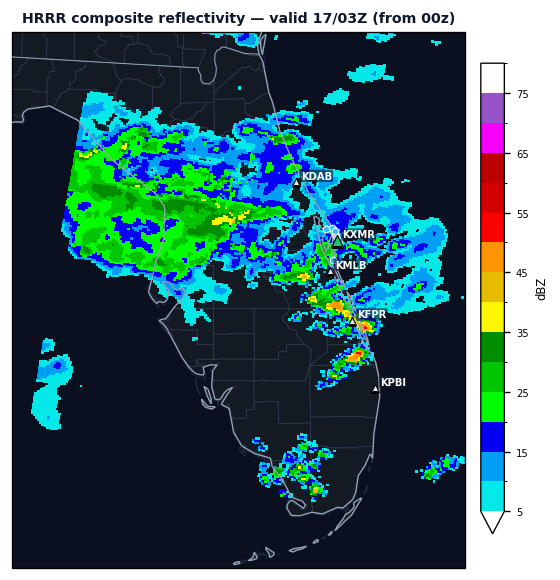 HRRR composite reflectivity — valid 17/03Z (from 00z)
75
65
55
45
35
25
15
5
dBZ
KDAB
KXMR
KMLB
KFPR
KPBI